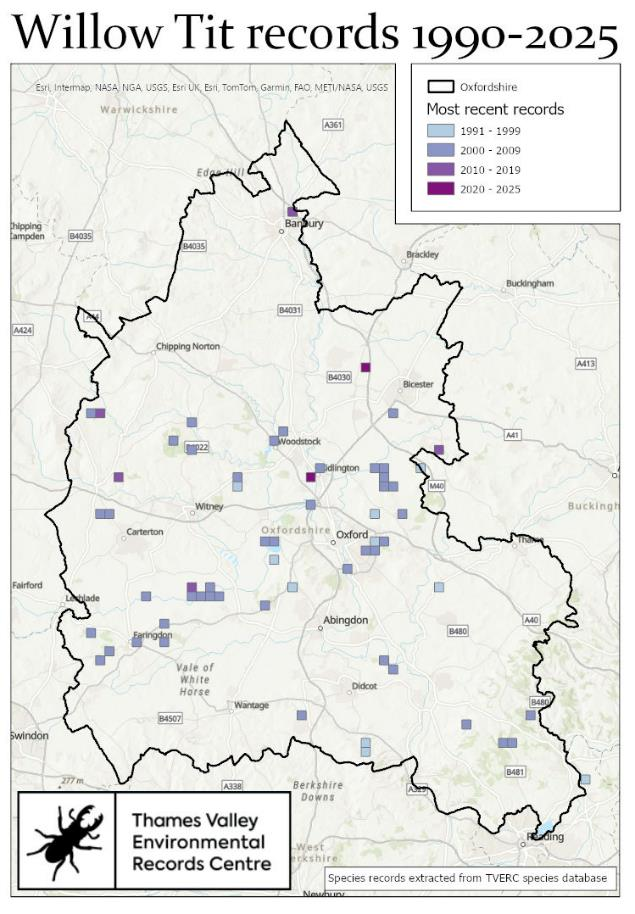 Willow Tit records 1990-2025
Esri, Intermap, NASA, NGA, USGS, Esri UK, Esri, TomTom, Garmin, FAO, METI/NASA, USGS
Oxfordshire
Most recent records
1991 - 1999
2000 - 2009
2010 - 2019
2020 - 2025
Warwickshire
A361
Edge Hill
Banbury
Chipping
Campden
B4035
B4035
Brackley
Buckingham
B4031
A44
A424
Chipping Norton
A413
B4030
Bicester
A41
Woodstock
B4022
idlington
M40
Witney
Bucking
Oxfordshire
Oxford
Carterton
Thame
Fairford
Lechlade
A40
Abingdon
B480
Faringdon
Vale of
White
Horse
Didcot
Wantage
B480
B4507
Swindon
B481
277 m
A338
Berkshire
Downs
A329
Reading
West
erkshire
Newbury
Thames Valley
Environmental
Records Centre
Species records extracted from TVERC species database